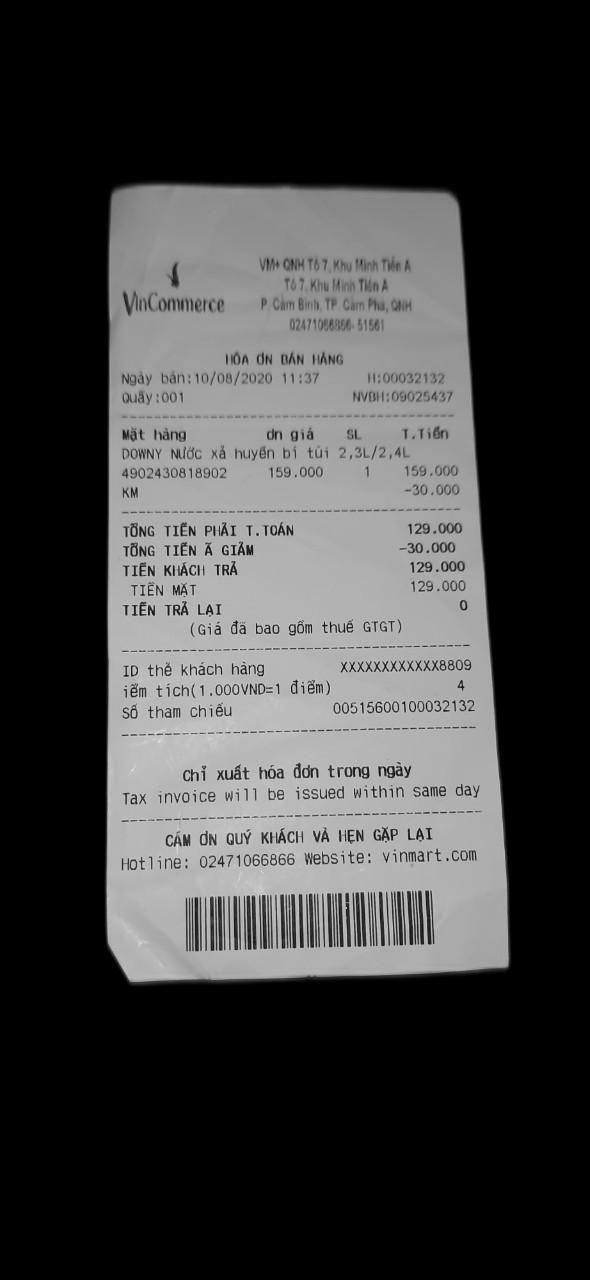 VinCommerce
VM+ QNH Tổ 7, Khu Minh Tiến A
Tổ 7, Khu Minh Tiến A
P. Cẩm Bình, TP. Cẩm Phả, QNH
02471066866-51561
HÓA ƠN BÁN HÀNG
Ngày bán:10/08/2020 11:37 H:00032132
Quầy:001 NVBH:09025437
Mặt hàng ơn giá SL T.Tiền
DOWNY Nước xả huyền bí túi 2,3L/2,4L
4902430818902 159.000 1 159.000
KM -30.000
TỔNG TIỀN PHẢI T.TOÁN 129.000
TỔNG TIỀN Ã GIẢM -30.000
TIỀN KHÁCH TRẢ 129.000
TIỀN MẶT 129.000
TIỀN TRẢ LẠI 0
(Giá đã bao gồm thuế GTGT)
ID thẻ khách hàng XXXXXXXXXXXX8809
iểm tích(1.000VND=1 điểm) 4
Số tham chiếu 00515600100032132
Chỉ xuất hóa đơn trong ngày
Tax invoice will be issued within same day
CẢM ƠN QUÝ KHÁCH VÀ HẸN GẶP LẠI
Hotline: 02471066866 Website: vinmart.com